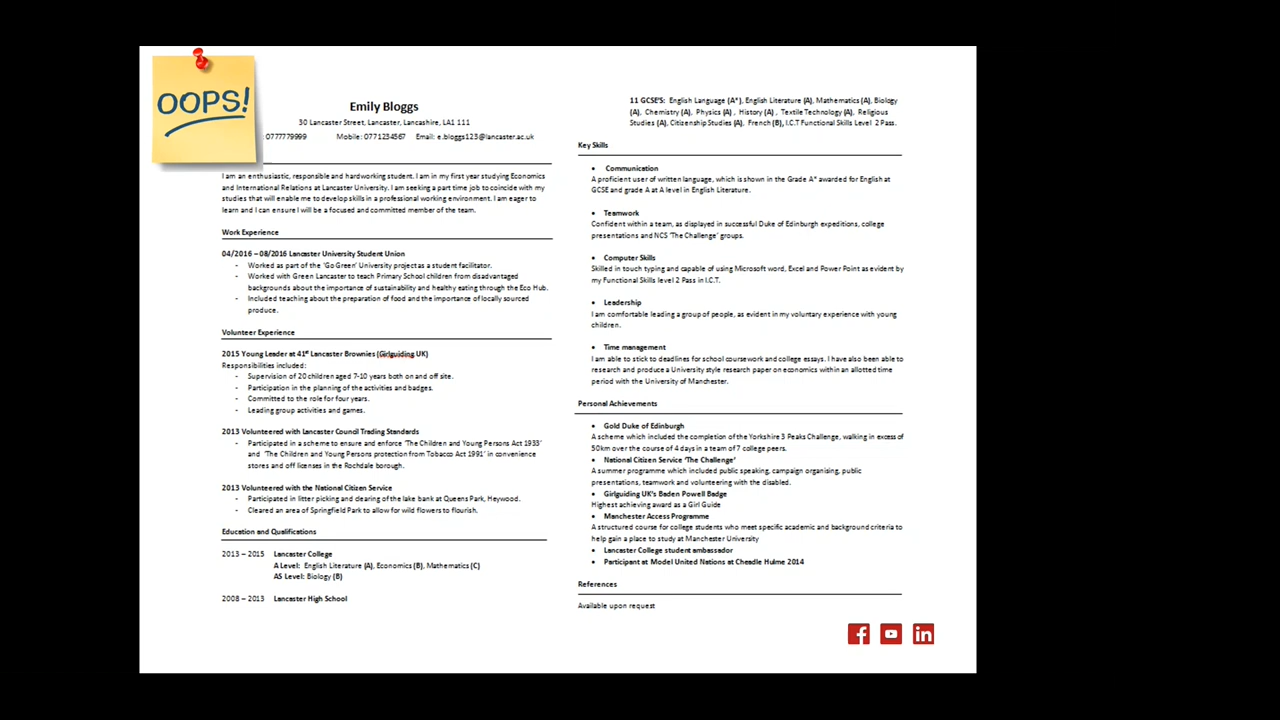 OOPS!
Emily Bloggs
30 Lancaster Street, Lancaster, Lancashire, LA1 111
: 0777779999 Mobile: 0771234567 Email: e.bloggs123@lancaster.ac.uk
I am an enthusiastic, responsible and hardworking student. I am in my first year studying Economics
and International Relations at Lancaster University. I am seeking a part time job to coincide with my
studies that will enable me to develop skills in a professional working environment. I am eager to
learn and I can ensure I will be a focused and committed member of the team.
Work Experience
04/2016 – 08/2016 Lancaster University Student Union
- Worked as part of the 'Go Green' University project as a student facilitator.
- Worked with Green Lancaster to teach Primary School children from disadvantaged
backgrounds about the importance of sustainability and healthy eating through the Eco Hub.
- Included teaching about the preparation of food and the importance of locally sourced
produce.
Volunteer Experience
2015 Young Leader at 41st Lancaster Brownies (Girlguiding UK)
Responsibilities included:
- Supervision of 20 children aged 7-10 years both on and off site.
- Participation in the planning of the activities and badges.
- Committed to the role for four years.
- Leading group activities and games.
2013 Volunteered with Lancaster Council Trading Standards
- Participated in a scheme to ensure and enforce 'The Children and Young Persons Act 1933'
and 'The Children and Young Persons protection from Tobacco Act 1991' in convenience
stores and off licenses in the Rochdale borough.
2013 Volunteered with the National Citizen Service
- Participated in litter picking and clearing of the lake bank at Queens Park, Heywood.
- Cleared an area of Springfield Park to allow for wild flowers to flourish.
Education and Qualifications
2013 – 2015 Lancaster College
A Level: English Literature (A), Economics (B), Mathematics (C)
AS Level: Biology (B)
2008 – 2013 Lancaster High School
11 GCSE'S: English Language (A*), English Literature (A), Mathematics (A), Biology
(A), Chemistry (A), Physics (A) , History (A) , Textile Technology (A), Religious
Studies (A), Citizenship Studies (A), French (B), I.C.T Functional Skills Level 2 Pass.
Key Skills
• Communication
A proficient user of written language, which is shown in the Grade A* awarded for English at
GCSE and grade A at A level in English Literature.
• Teamwork
Confident within a team, as displayed in successful Duke of Edinburgh expeditions, college
presentations and NCS 'The Challenge' groups.
• Computer Skills
Skilled in touch typing and capable of using Microsoft word, Excel and Power Point as evident by
my Functional Skills level 2 Pass in I.C.T.
• Leadership
I am comfortable leading a group of people, as evident in my voluntary experience with young
children.
• Time management
I am able to stick to deadlines for school coursework and college essays. I have also been able to
research and produce a University style research paper on economics within an allotted time
period with the University of Manchester.
Personal Achievements
• Gold Duke of Edinburgh
A scheme which included the completion of the Yorkshire 3 Peaks Challenge, walking in excess of
50km over the course of 4 days in a team of 7 college peers.
• National Citizen Service 'The Challenge'
A summer programme which included public speaking, campaign organising, public
presentations, teamwork and volunteering with the disabled.
• Girlguiding UK's Baden Powell Badge
Highest achieving award as a Girl Guide
• Manchester Access Programme
A structured course for college students who meet specific academic and background criteria to
help gain a place to study at Manchester University
• Lancaster College student ambassador
• Participant at Model United Nations at Cheadle Hulme 2014
References
Available upon request